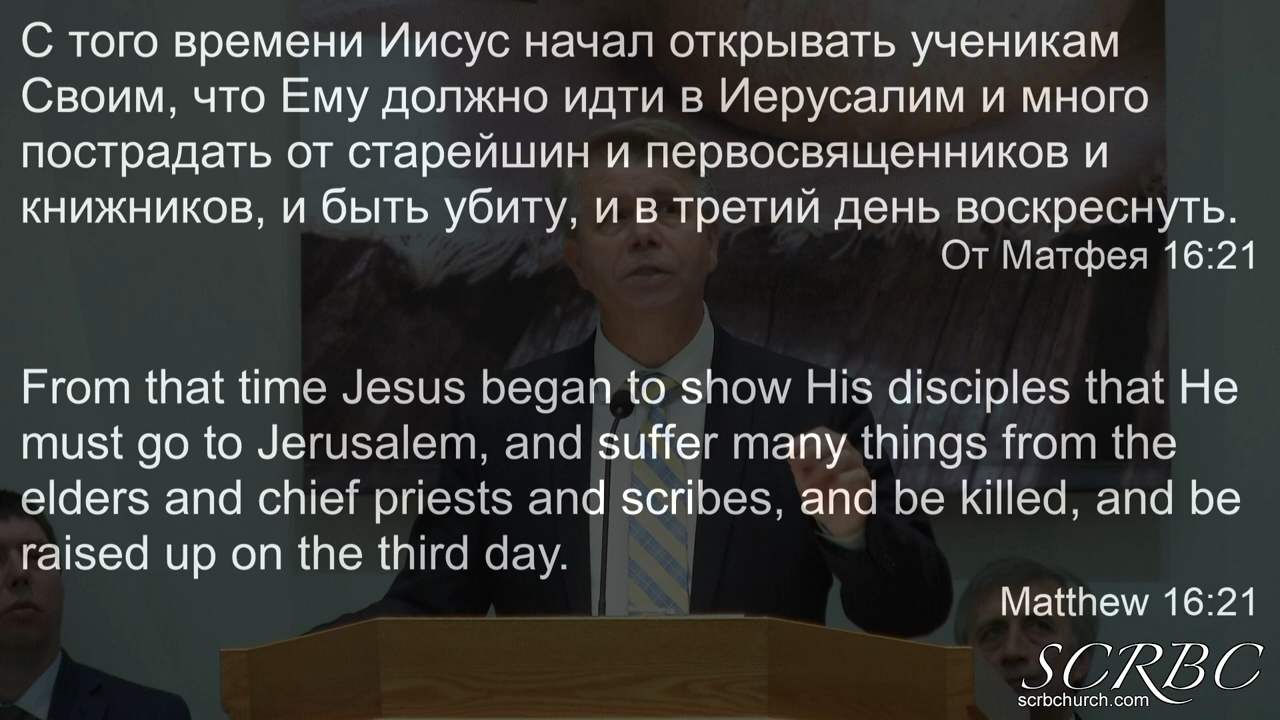 С того времени Иисус начал открывать ученикам
Своим, что Ему должно идти в Иерусалим и много
пострадать от старейшин и первосвященников и
книжников, и быть убиту, и в третий день воскреснуть.
От Матфея 16:21
From that time Jesus began to show His disciples that He
must go to Jerusalem, and suffer many things from the
elders and chief priests and scribes, and be killed, and be
raised up on the third day.
Matthew 16:21
SCRBC
scrbchurch.com